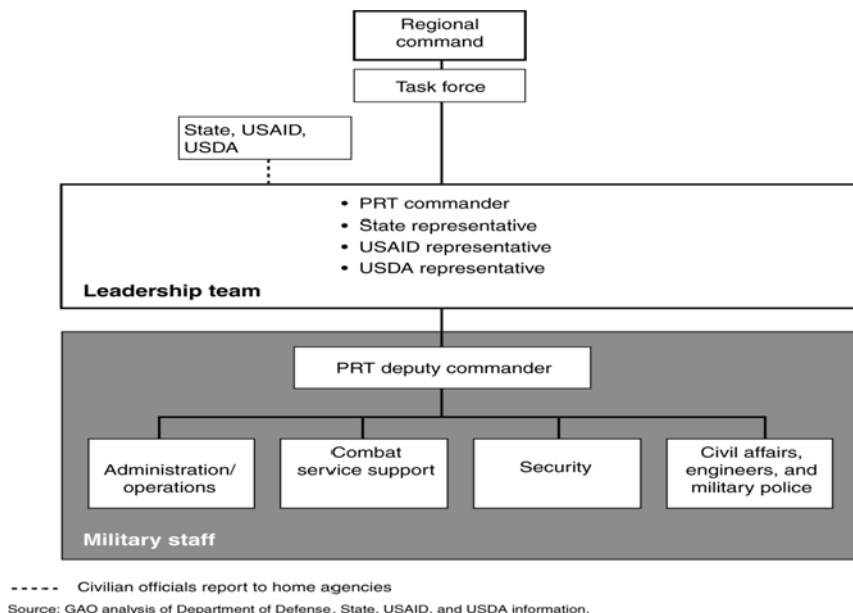 Regional
command
Task force
State, USAID,
USDA
• PRT commander
• State representative
• USAID representative
• USDA representative
Leadership team
PRT deputy commander
Administration/
operations
Combat
service support
Security
Civil affairs,
engineers, and
military police
Military staff
Civilian officials report to home agencies
Source: GAO analysis of Department of Defense, State, USAID, and USDA information.